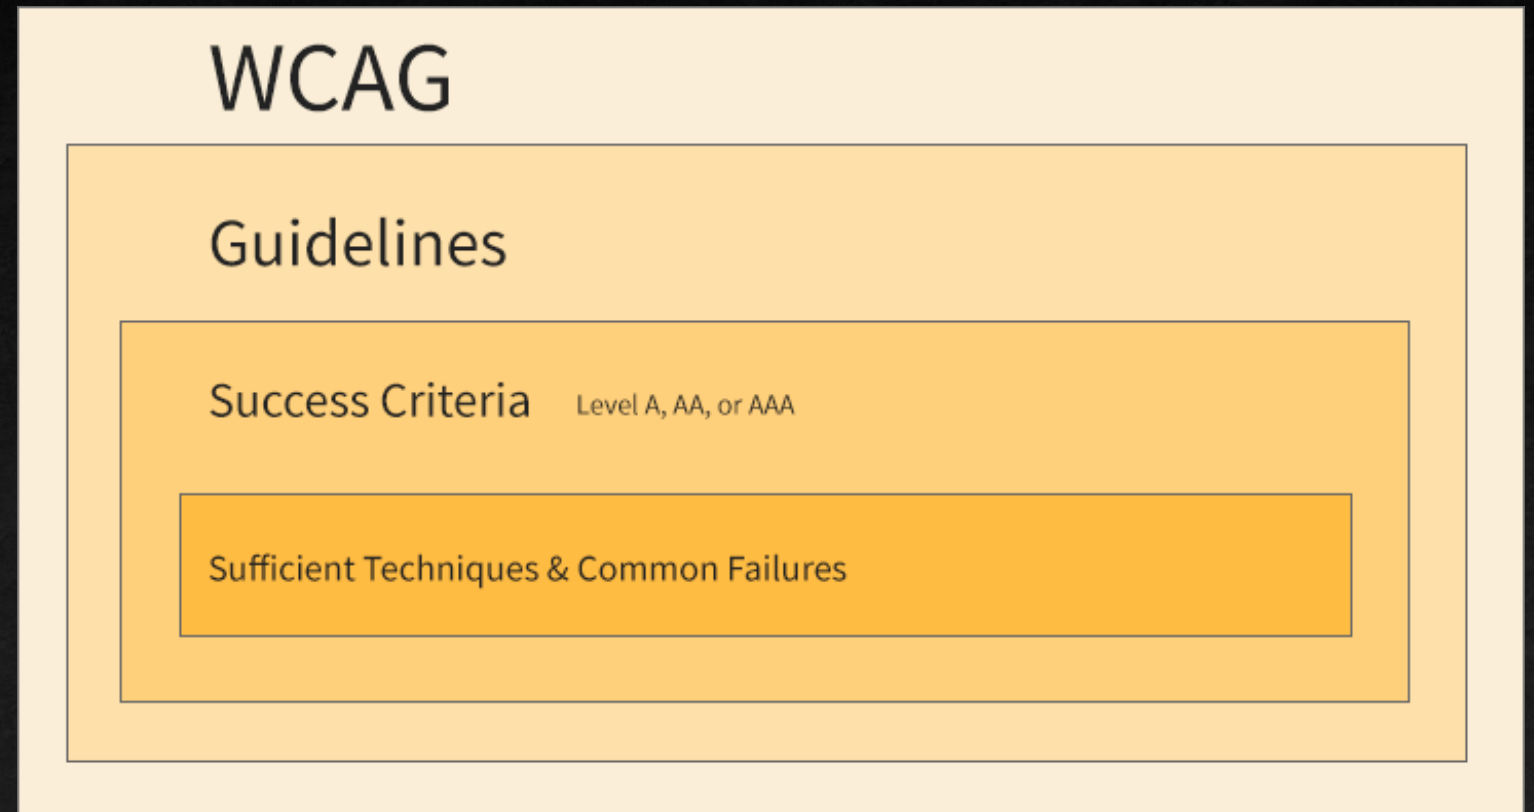 WCAG
Guidelines
Success Criteria Level A, AA, or AAA
Sufficient Techniques & Common Failures